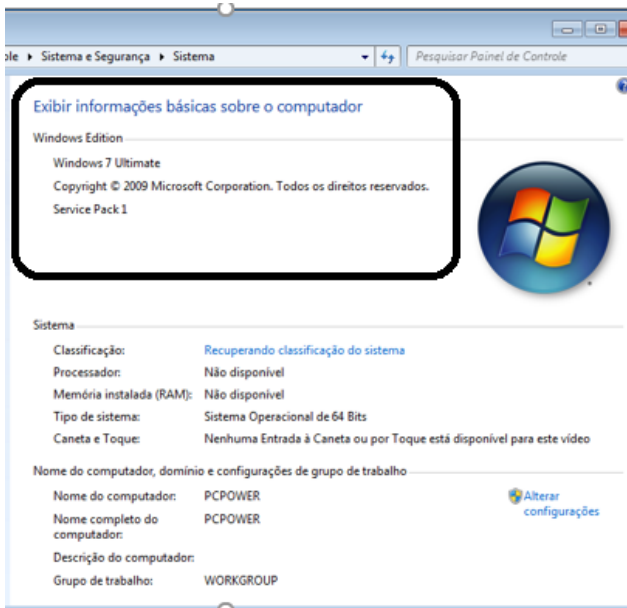 ole ▸ Sistema e Segurança ▸ Sistema
Pesquisar Painel de Controle
Exibir informações básicas sobre o computador
Windows Edition
Windows 7 Ultimate
Copyright © 2009 Microsoft Corporation. Todos os direitos reservados.
Service Pack 1
Sistema
Classificação: Recuperando classificação do sistema
Processador: Não disponível
Memória instalada (RAM): Não disponível
Tipo de sistema: Sistema Operacional de 64 Bits
Caneta e Toque: Nenhuma Entrada à Caneta ou por Toque está disponível para este vídeo
Nome do computador, domínio e configurações de grupo de trabalho
Nome do computador: PCPOWER Alterar
Nome completo do PCPOWER configurações
computador:
Descrição do computador:
Grupo de trabalho: WORKGROUP